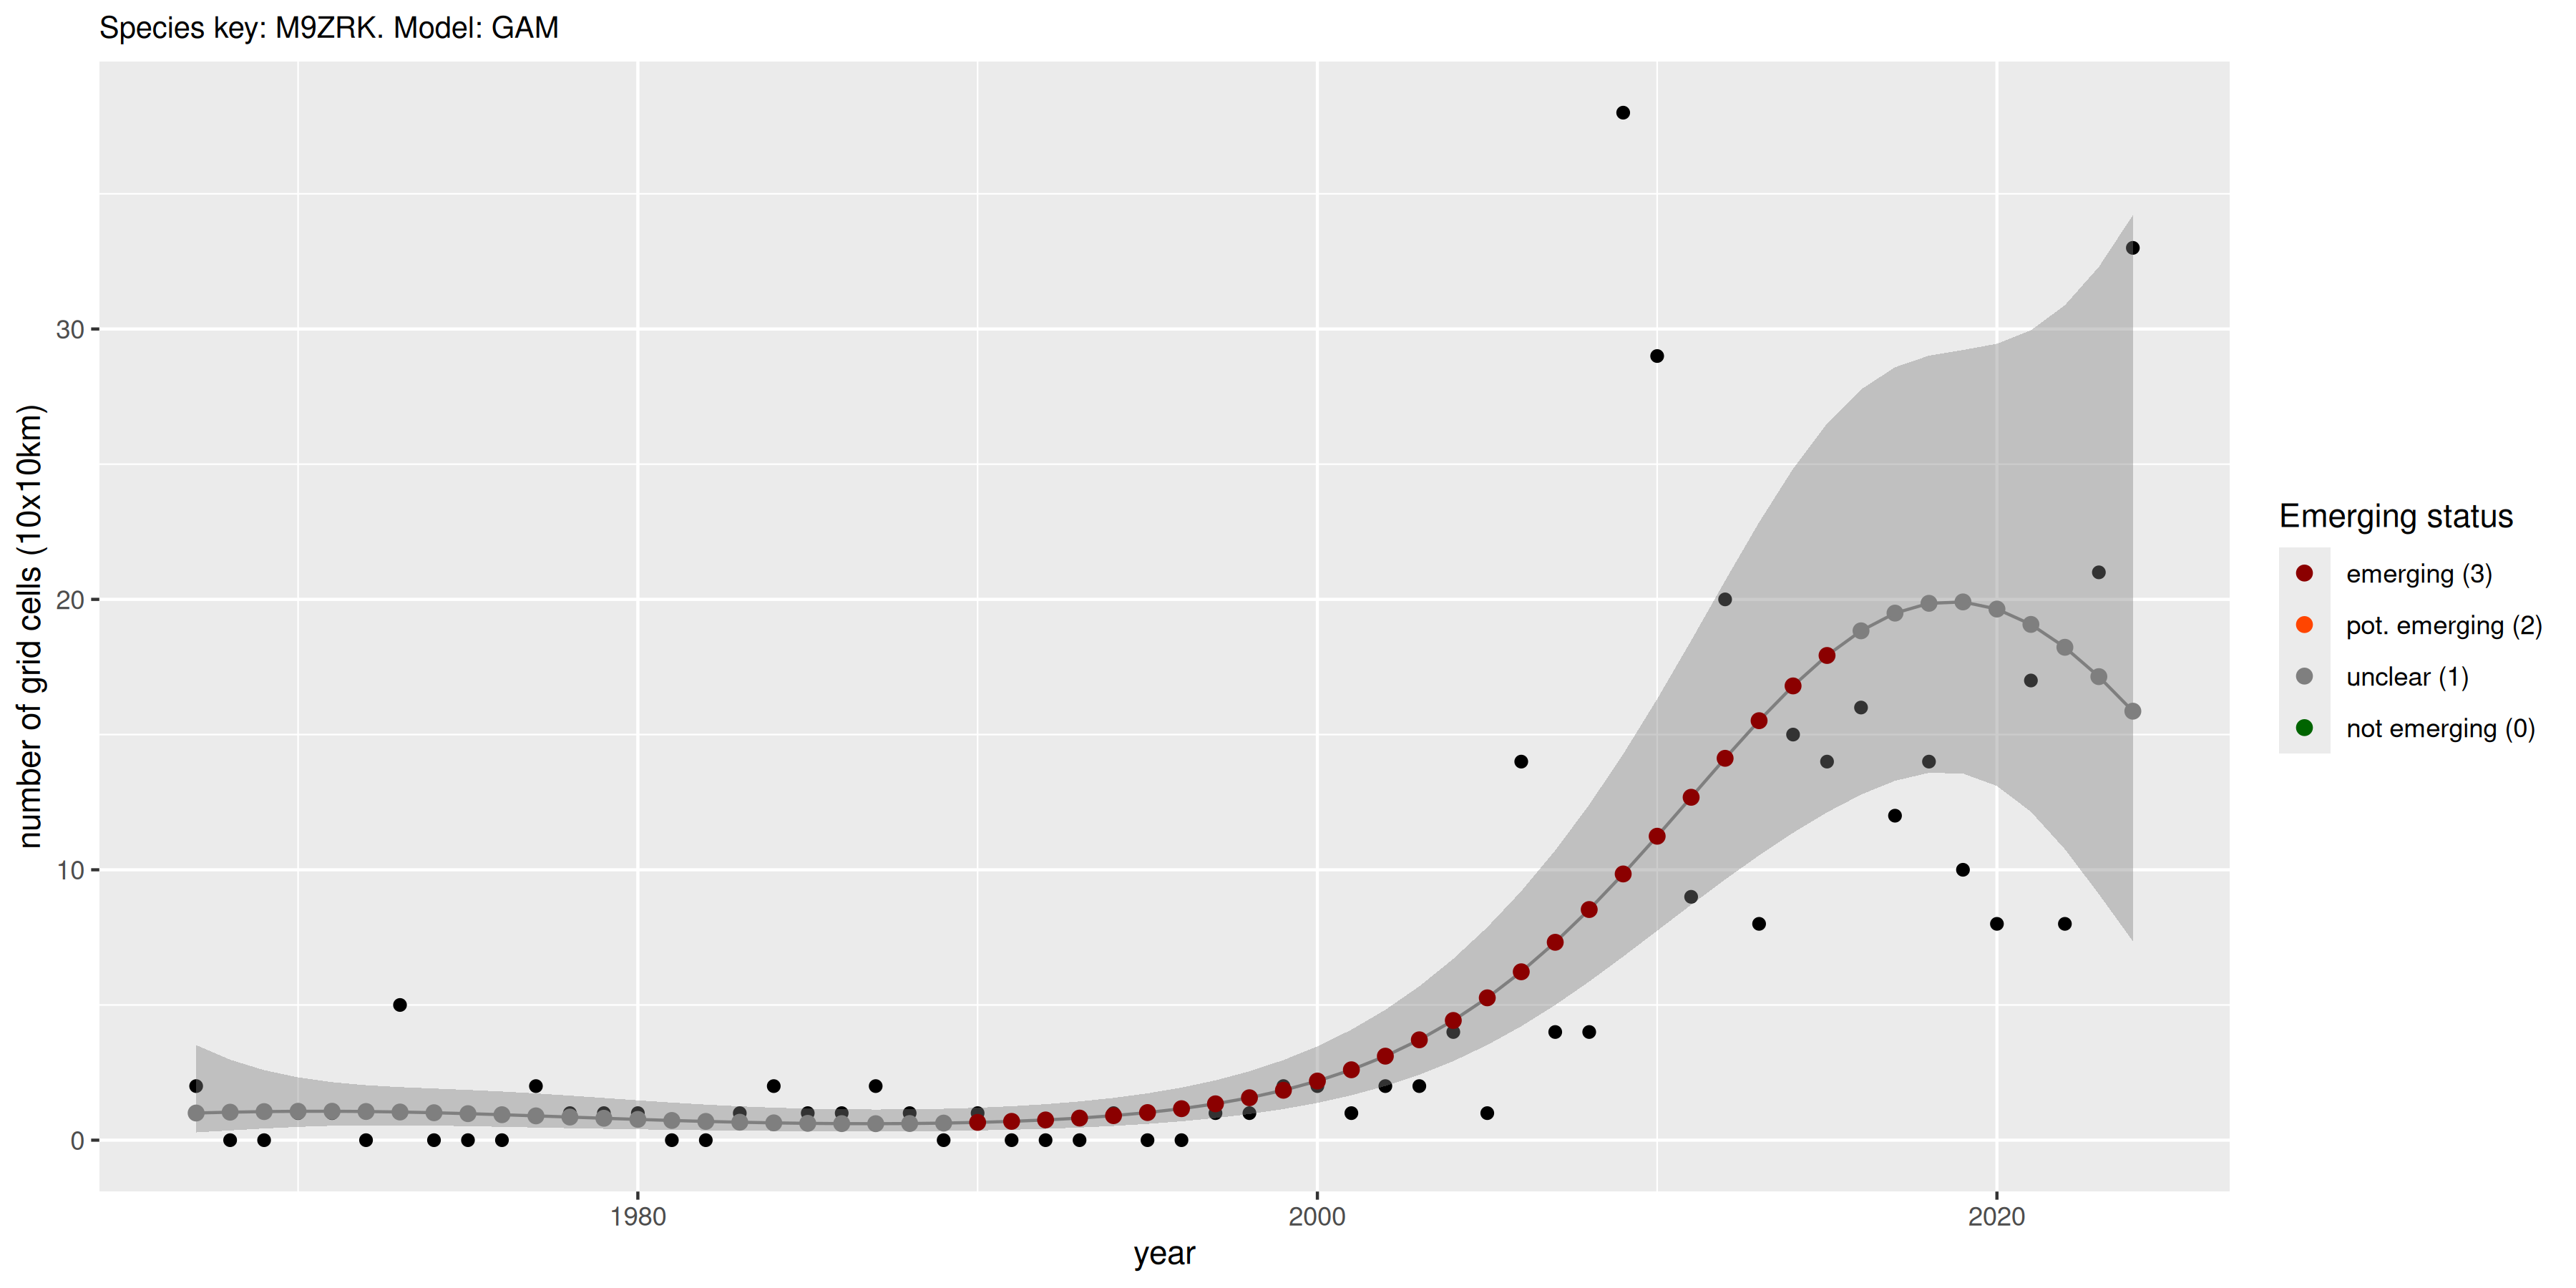 Species key: M9ZRK. Model: GAM
number of grid cells (10x10km)
30
20
10
0
1980
2000
2020
year
Emerging status
emerging (3)
pot. emerging (2)
unclear (1)
not emerging (0)